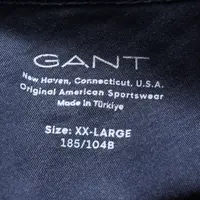 GANT
New Haven, Connecticut, U.S.A.
Original American Sportswear
Made in Türkiye
Size: XX-LARGE
185/104B